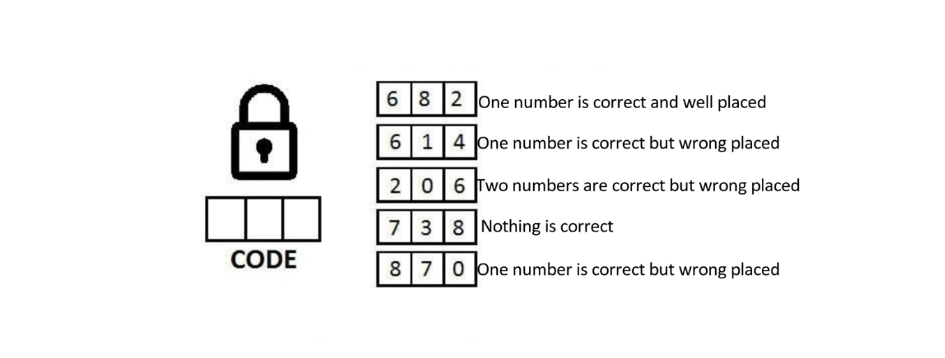 6 8 2 One number is correct and well placed
6 1 4 One number is correct but wrong placed
2 0 6 Two numbers are correct but wrong placed
7 3 8 Nothing is correct
8 7 0 One number is correct but wrong placed
CODE